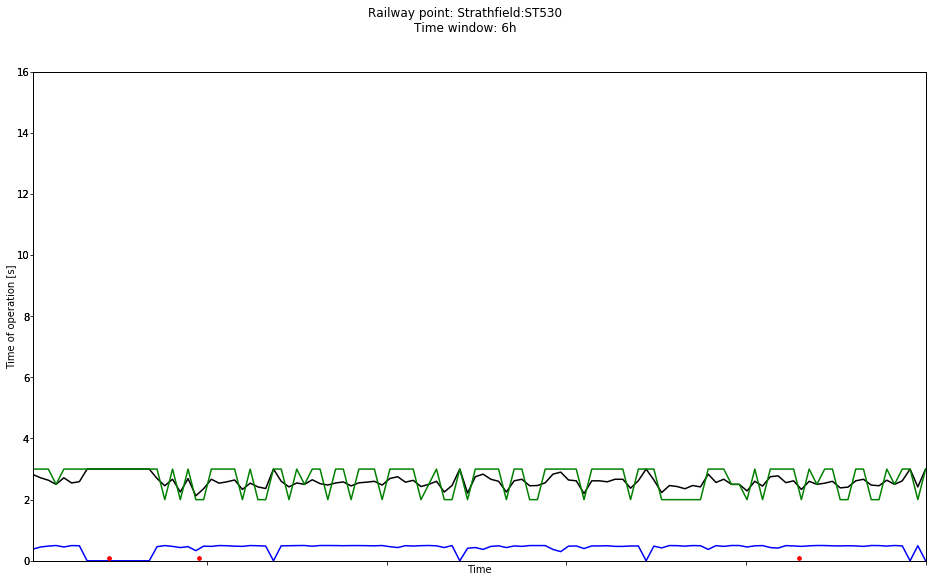 Railway point: Strathfield:ST530
Time window: 6h
16
14
12
10
8
6
4
2
0
Time of operation [s]
Time